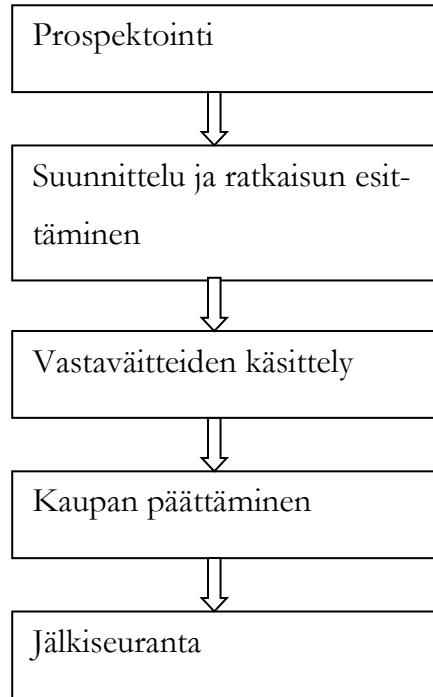 Prospektointi
Suunnittelu ja ratkaisun esit-
täminen
Vastaväitteiden käsittely
Kaupan päättäminen
Jälkiseuranta